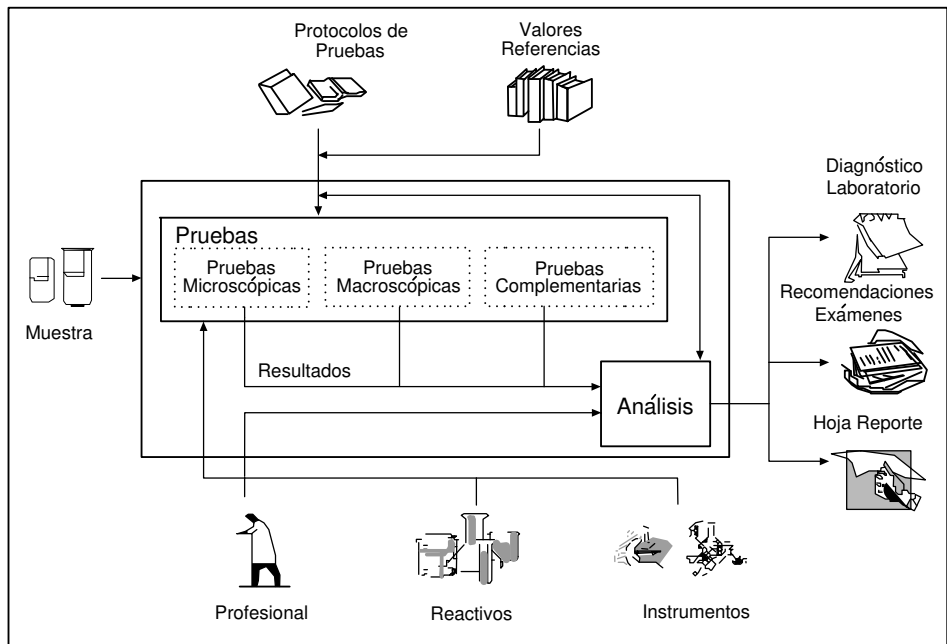 Protocolos de
Pruebas
Valores
Referencias
Diagnóstico
Laboratorio
Pruebas
Pruebas
Microscópicas
Pruebas
Macroscópicas
Pruebas
Complementarias
Muestra
Recomendaciones
Exámenes
Resultados
Análisis
Hoja Reporte
Profesional
Reactivos
Instrumentos